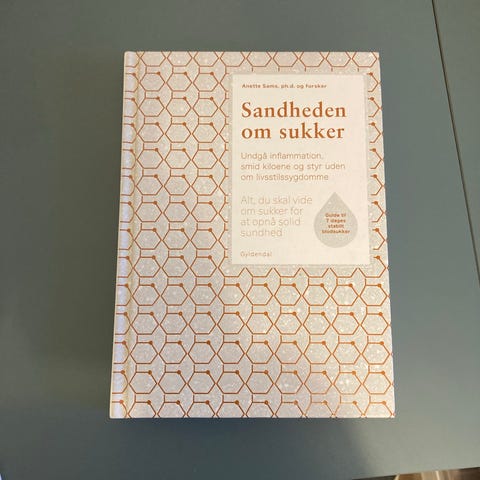 Anette Sams, ph.d. og forsker
Sandheden
om sukker
Undgå inflammation,
smid kiloene og styr uden
om livsstilssygdomme
Alt, du skal vide
om sukker for
at opnå solid
sundhed
Guide til
7 dages
stabilt
blodsukker
Gyldendal